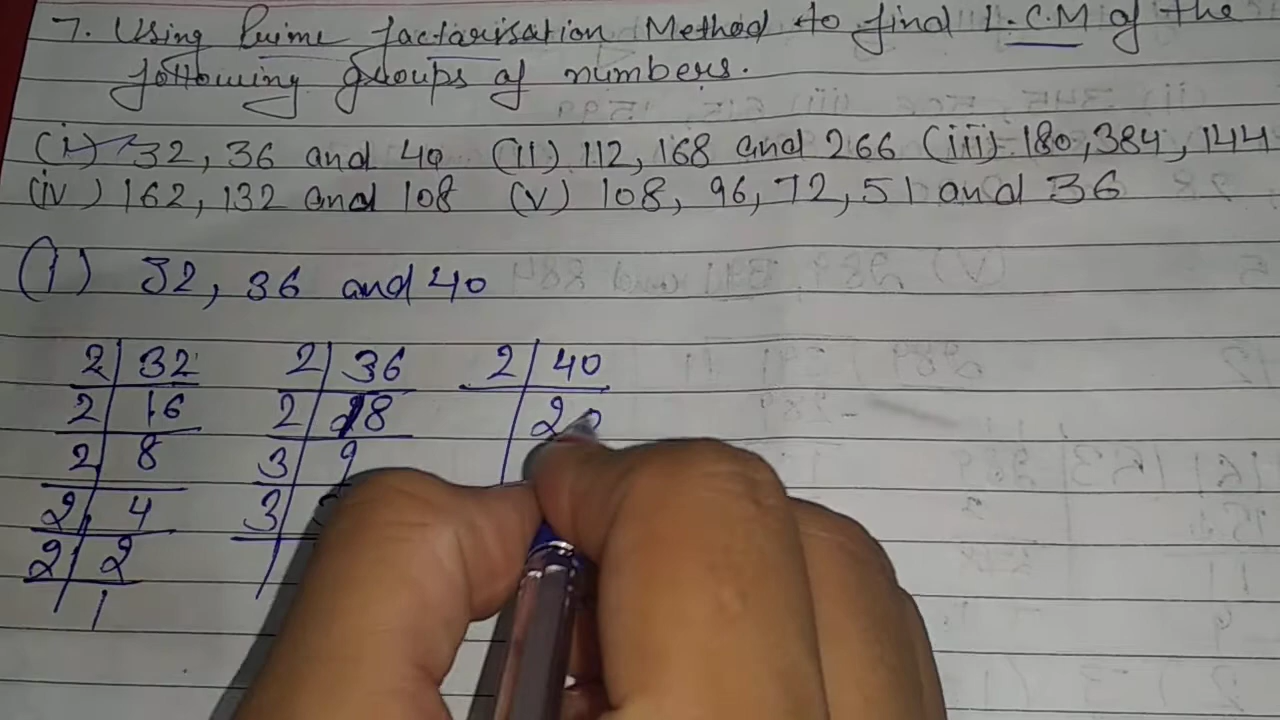 7. Using Prime factorisation Method to find L.C.M of the
following groups of numbers.
(i) 32, 36 and 40 (ii) 112, 168 and 266 (iii) 180, 384, 144
(iv) 162, 132 and 108 (v) 108, 96, 72, 51 and 36
(1) 32, 36 and 40
2 32 2 36 2 40
2 16 2 18 20
2 8 3 9
2 4 3
2 2
1